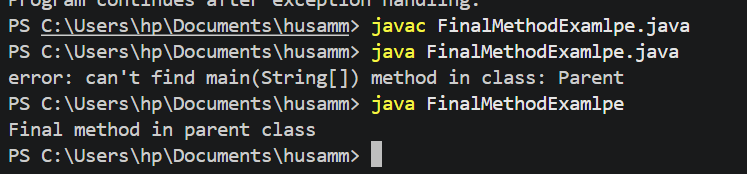 Program continues after exception handling.
PS C:\Users\hp\Documents\husamm> javac FinalMethodExamlpe.java
PS C:\Users\hp\Documents\husamm> java FinalMethodExamlpe.java
error: can't find main(String[]) method in class: Parent
PS C:\Users\hp\Documents\husamm> java FinalMethodExamlpe
Final method in parent class
PS C:\Users\hp\Documents\husamm>